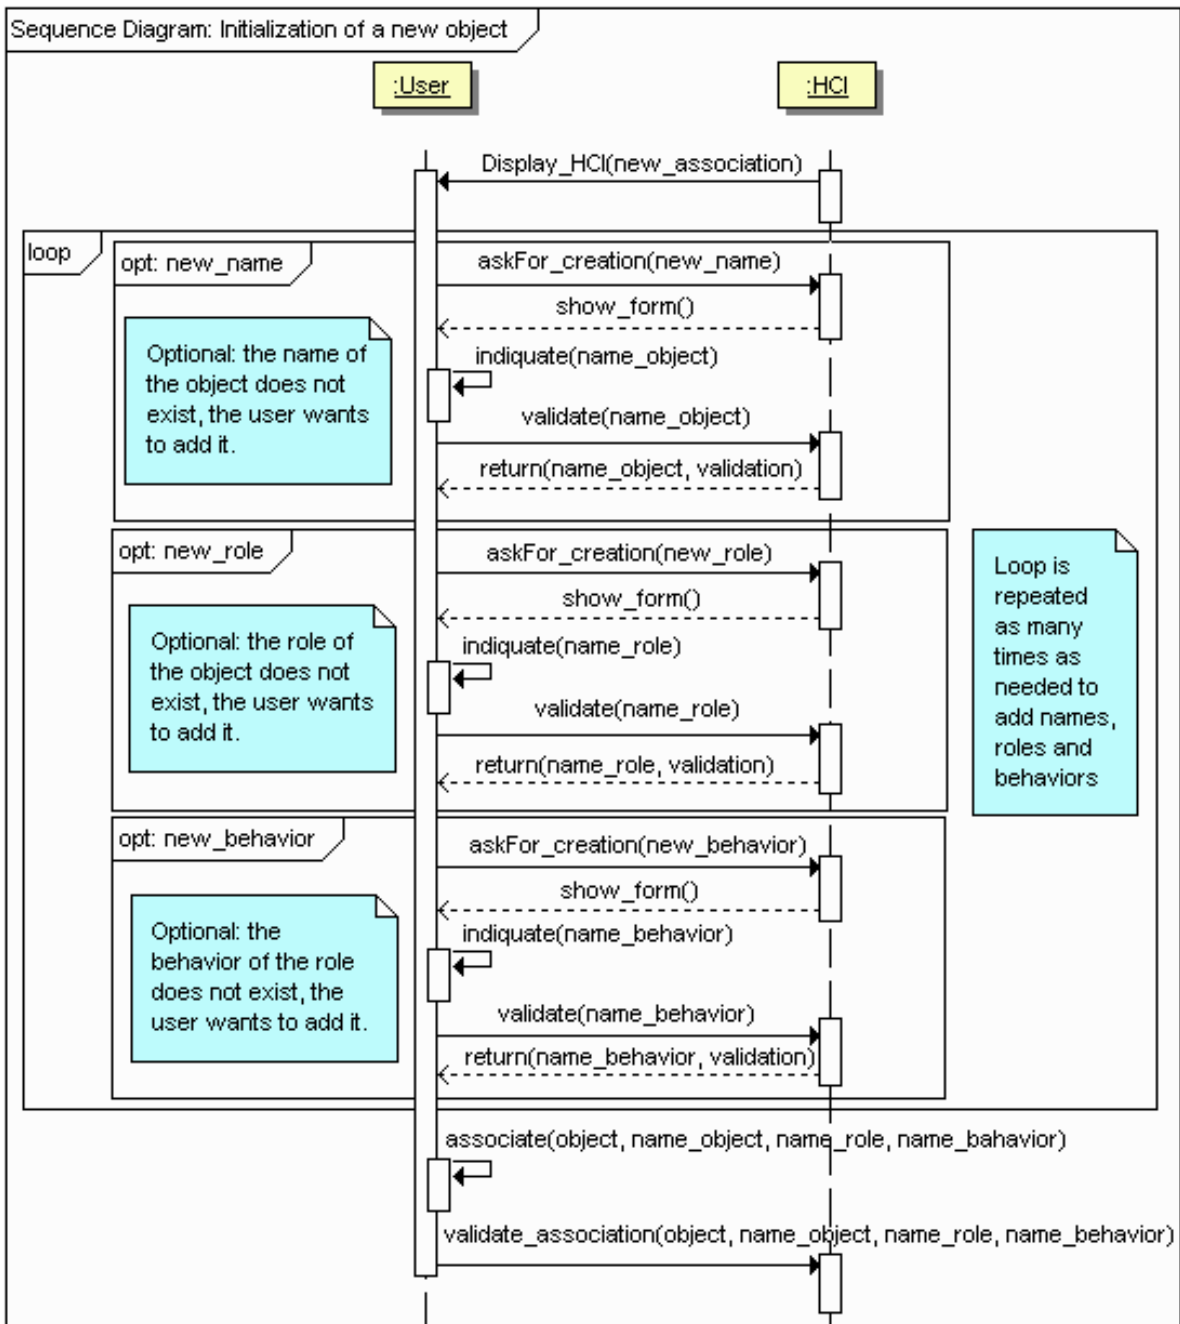 Sequence Diagram: Initialization of a new object
:User
:HCI
Display_HCI(new_association)
loop
opt: new_name
askFor_creation(new_name)
show_form()
Optional: the name of
the object does not
exist, the user wants
to add it.
indiquate(name_object)
validate(name_object)
return(name_object, validation)
opt: new_role
askFor_creation(new_role)
show_form()
Optional: the role of
the object does not
exist, the user wants
to add it.
indiquate(name_role)
validate(name_role)
return(name_role, validation)
Loop is
repeated
as many
times as
needed to
add names,
roles and
behaviors
opt: new_behavior
askFor_creation(new_behavior)
show_form()
Optional: the
behavior of the role
does not exist, the
user wants to add it.
indiquate(name_behavior)
validate(name_behavior)
return(name_behavior, validation)
associate(object, name_object, name_role, name_bahavior)
validate_association(object, name_object, name_role, name_behavior)